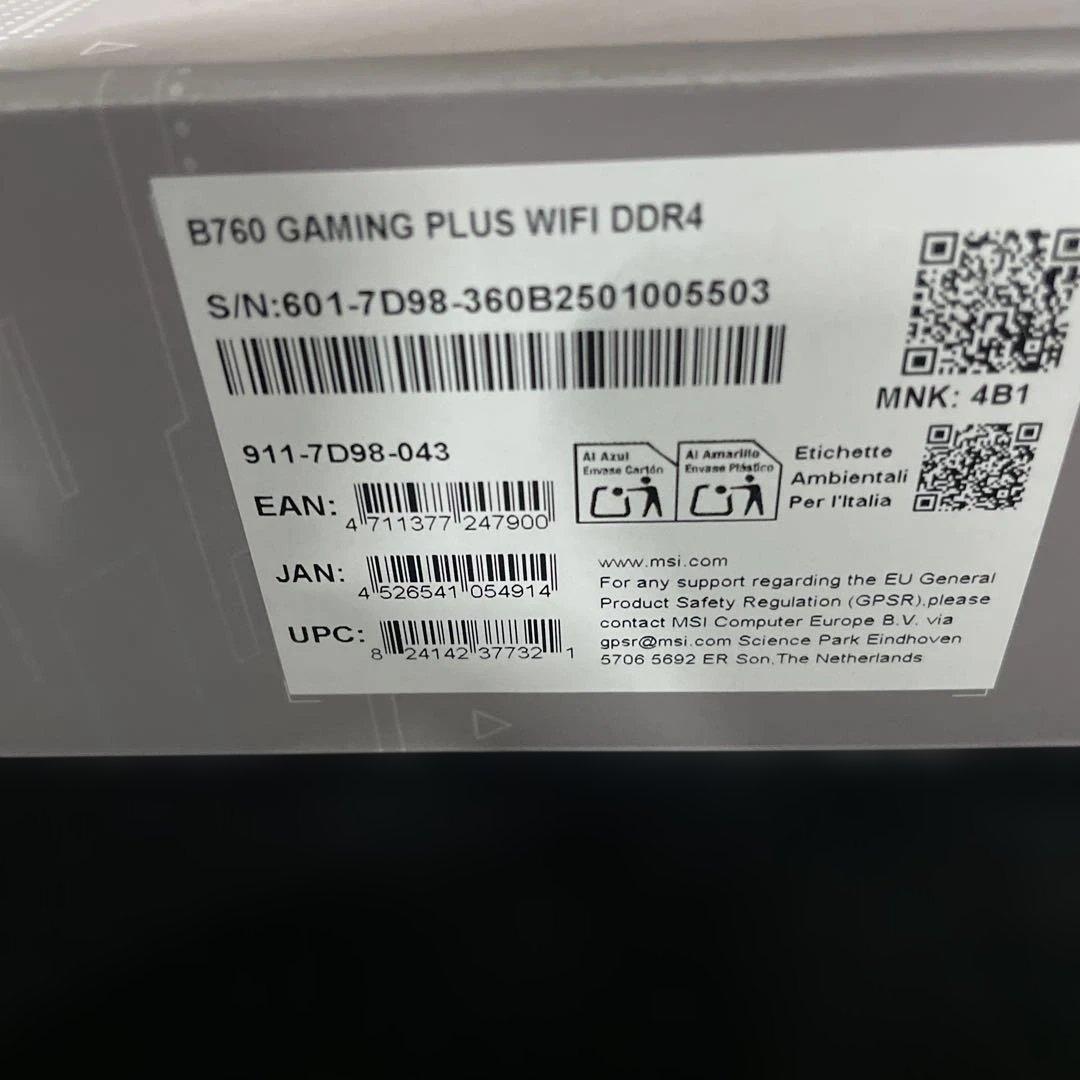 B760 GAMING PLUS WIFI DDR4
S/N:601-7D98-360B2501005503
MNK: 4B1
911-7D98-043
EAN:
4 711377 247900
JAN:
4 526541 054914
UPC:
8 24142 37732 1
Al Azul
Envase Cartón
Al Amarillo
Envase Plástico
Etichette
Ambientali
Per l'Italia
www.msi.com
For any support regarding the EU General
Product Safety Regulation (GPSR),please
contact MSI Computer Europe B.V. via
gpsr@msi.com Science Park Eindhoven
5706 5692 ER Son,The Netherlands